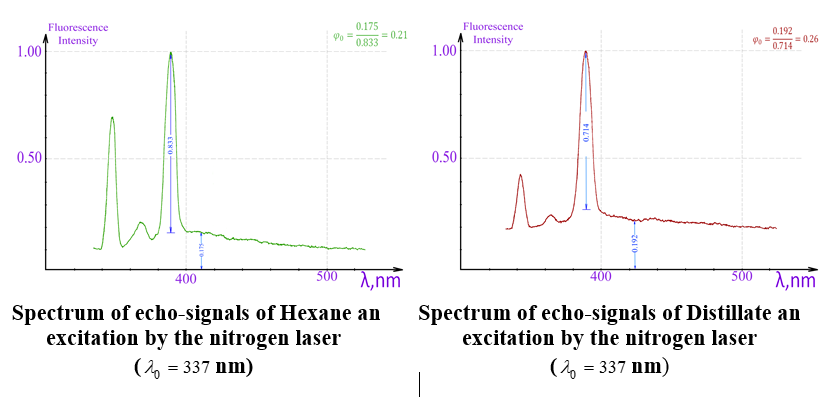 Fluorescence
Intensity
φ₀ = 0.175/0.833 = 0.21
1.00
0.833
0.50
0.175
400
500
λ,nm
Spectrum of echo-signals of Hexane an
excitation by the nitrogen laser
(λ₀ = 337 nm)
Fluorescence
Intensity
φ₀ = 0.192/0.714 = 0.26
1.00
0.714
0.50
0.192
400
500
λ,nm
Spectrum of echo-signals of Distillate an
excitation by the nitrogen laser
(λ₀ = 337 nm)